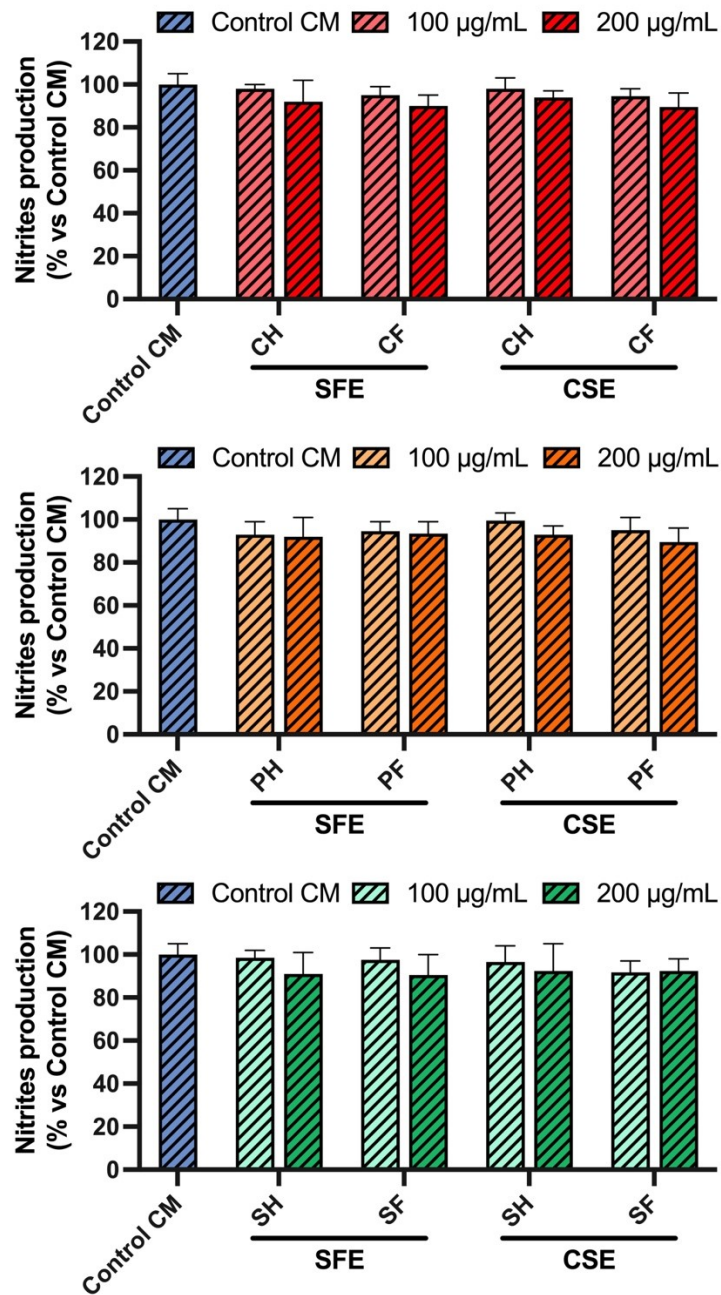 Control CM 100 µg/mL 200 µg/mL
Nitrites production
(% vs Control CM)
120
100
80
60
40
20
0
Control CM CH CF CH CF
SFE CSE
Control CM 100 µg/mL 200 µg/mL
Nitrites production
(% vs Control CM)
120
100
80
60
40
20
0
Control CM PH PF PH PF
SFE CSE
Control CM 100 µg/mL 200 µg/mL
Nitrites production
(% vs Control CM)
120
100
80
60
40
20
0
Control CM SH SF SH SF
SFE CSE